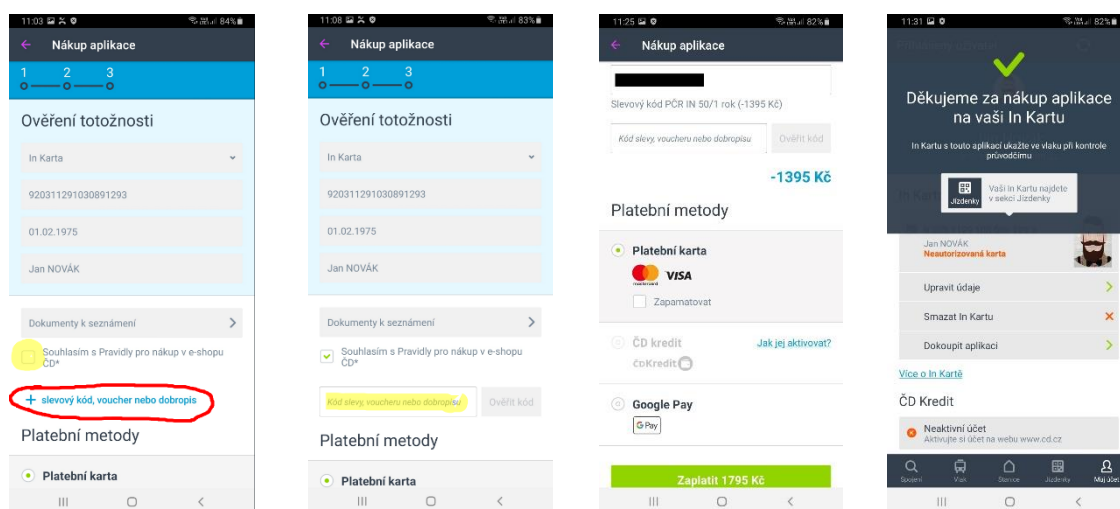 11:03
84%
Nákup aplikace
1 2 3
Ověření totožnosti
In Karta
920311291030891293
01.02.1975
Jan NOVÁK
Dokumenty k seznámení
Souhlasím s Pravidly pro nákup v e-shopu
ČD*
+ slevový kód, voucher nebo dobropis
Platební metody
Platební karta
11:08
83%
Nákup aplikace
1 2 3
Ověření totožnosti
In Karta
920311291030891293
01.02.1975
Jan NOVÁK
Dokumenty k seznámení
Souhlasím s Pravidly pro nákup v e-shopu
ČD*
Kód slevy, voucheru nebo dobropisu Ověřit kód
Platební metody
Platební karta
11:25
82%
Nákup aplikace
Slevový kód PČR IN 50/1 rok (-1395 Kč)
Kód slevy, voucheru nebo dobropisu Ověřit kód
-1395 Kč
Platební metody
Platební karta
mastercard VISA
Zapamatovat
ČD kredit Jak jej aktivovat?
ČDKredit
Google Pay
G Pay
Zaplatit 1795 Kč
11:31
82%
Děkujeme za nákup aplikace
na vaši In Kartu
In Kartu s touto aplikací ukažte ve vlaku při kontrole
průvodčímu
Jízdenky
Vaši In Kartu najdete
v sekci Jízdenky
Jan NOVÁK
Neautorizovaná karta
Upravit údaje
Smazat In Kartu
Dokoupit aplikaci
Více o In Kartě
ČD Kredit
Neaktivní účet
Aktivujte si účet na webu www.cd.cz
Spojení Vlak Stanice Jízdenky Můj účet